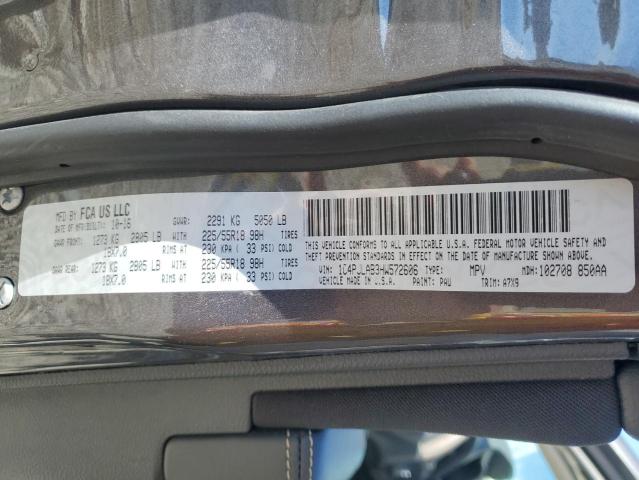 MFD BY FCA US LLC
DATE OF MFR: 10-16 GVWR: 2291 KG 5050 LB
GAWR FRONT: 1273 KG 2805 LB WITH 225/55R18 98H TIRES
18X7.0 RIMS AT 230 KPA ( 33 PSI) COLD
GAWR REAR: 1273 KG 2805 LB WITH 225/55R18 98H TIRES
18X7.0 RIMS AT 230 KPA ( 33 PSI) COLD
THIS VEHICLE CONFORMS TO ALL APPLICABLE U.S.A. FEDERAL MOTOR VEHICLE SAFETY AND
THEFT PREVENTION STANDARDS IN EFFECT ON THE DATE OF MANUFACTURE SHOWN ABOVE.
VIN: 1C4PJLAB3HW572606 TYPE: MPV MDH: 102708 850AA
VEHICLE MADE IN U.S.A. PAINT: PAU TRIM: A7X9